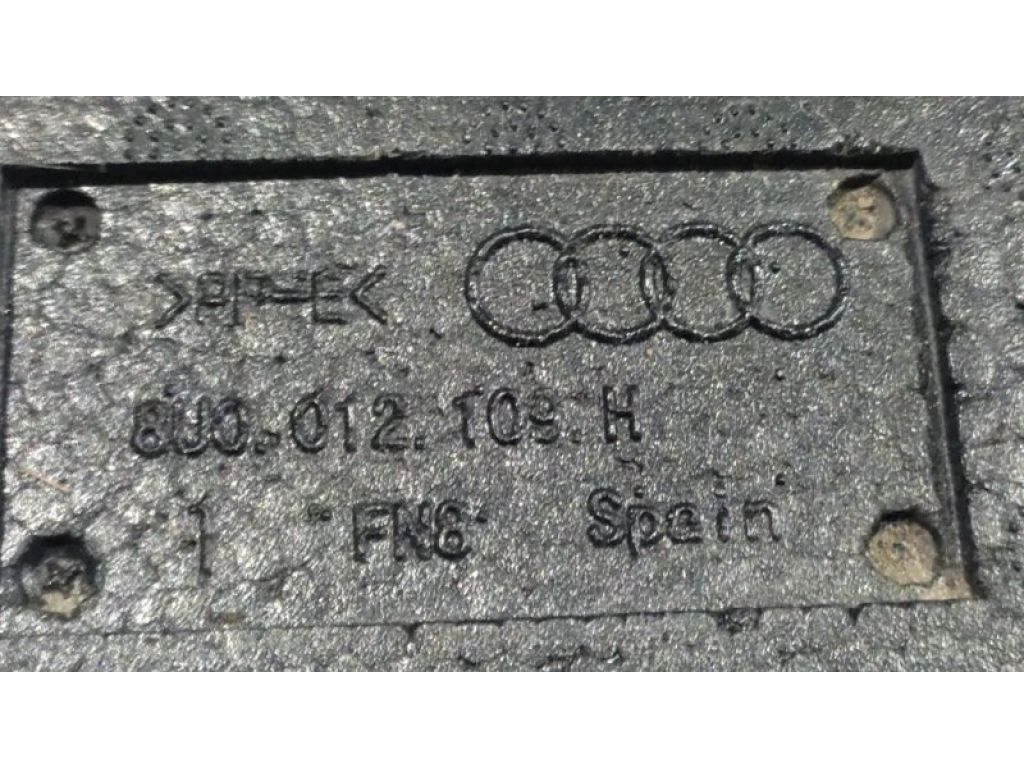 >PP-E<
8U0.012.109.H
1 FN6 Spain